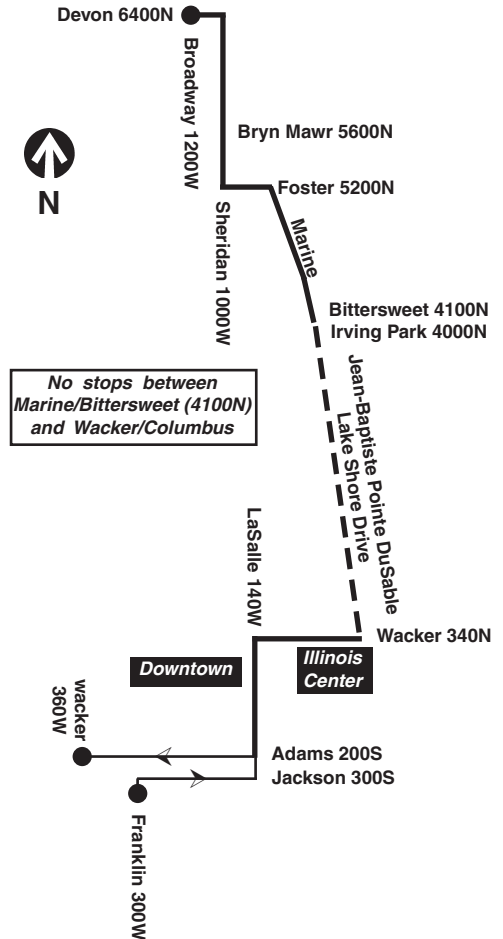 Devon 6400N
Broadway 1200W
Bryn Mawr 5600N
N
Foster 5200N
Sheridan 1000W
Marine
Bittersweet 4100N
Irving Park 4000N
No stops between
Marine/Bittersweet (4100N)
and Wacker/Columbus
Jean-Baptiste Pointe DuSable
Lake Shore Drive
LaSalle 140W
Wacker 340N
Downtown
Illinois
Center
wacker
360W
Adams 200S
Jackson 300S
Franklin 300W